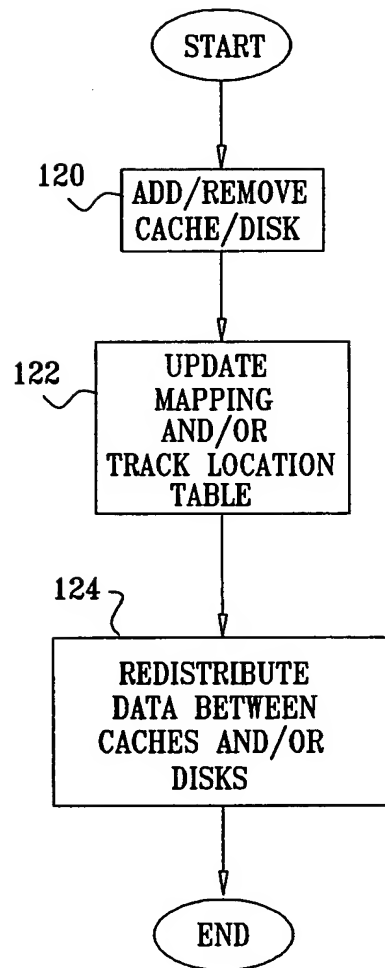 START
120
ADD/REMOVE
CACHE/DISK
122
UPDATE
MAPPING
AND/OR
TRACK LOCATION
TABLE
124
REDISTRIBUTE
DATA BETWEEN
CACHES AND/OR
DISKS
END